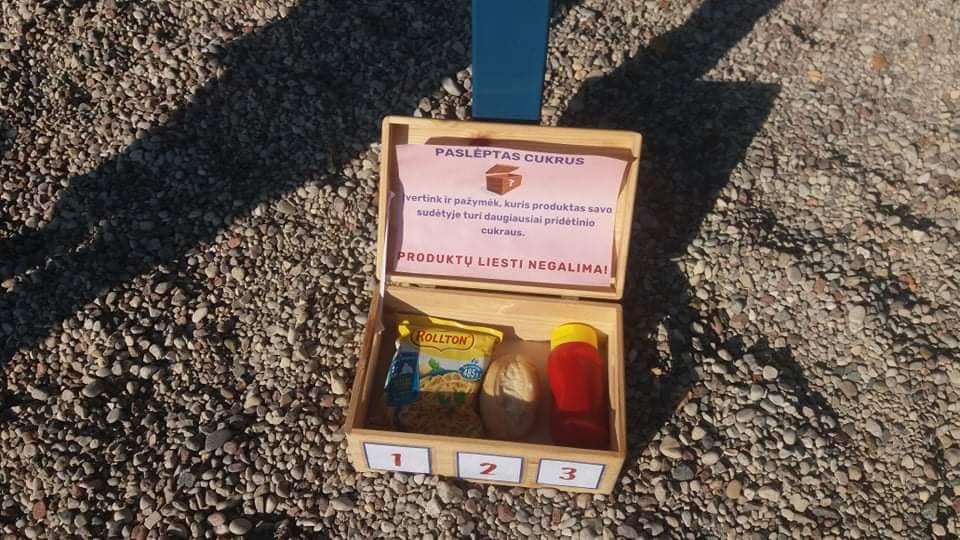 PASLĖPTAS CUKRUS
?
Įvertink ir pažymėk, kuris produktas savo
sudėtyje turi daugiausiai pridėtinio
cukraus.
PRODUKTŲ LIESTI NEGALIMA!
ROLLTON
1
2
3